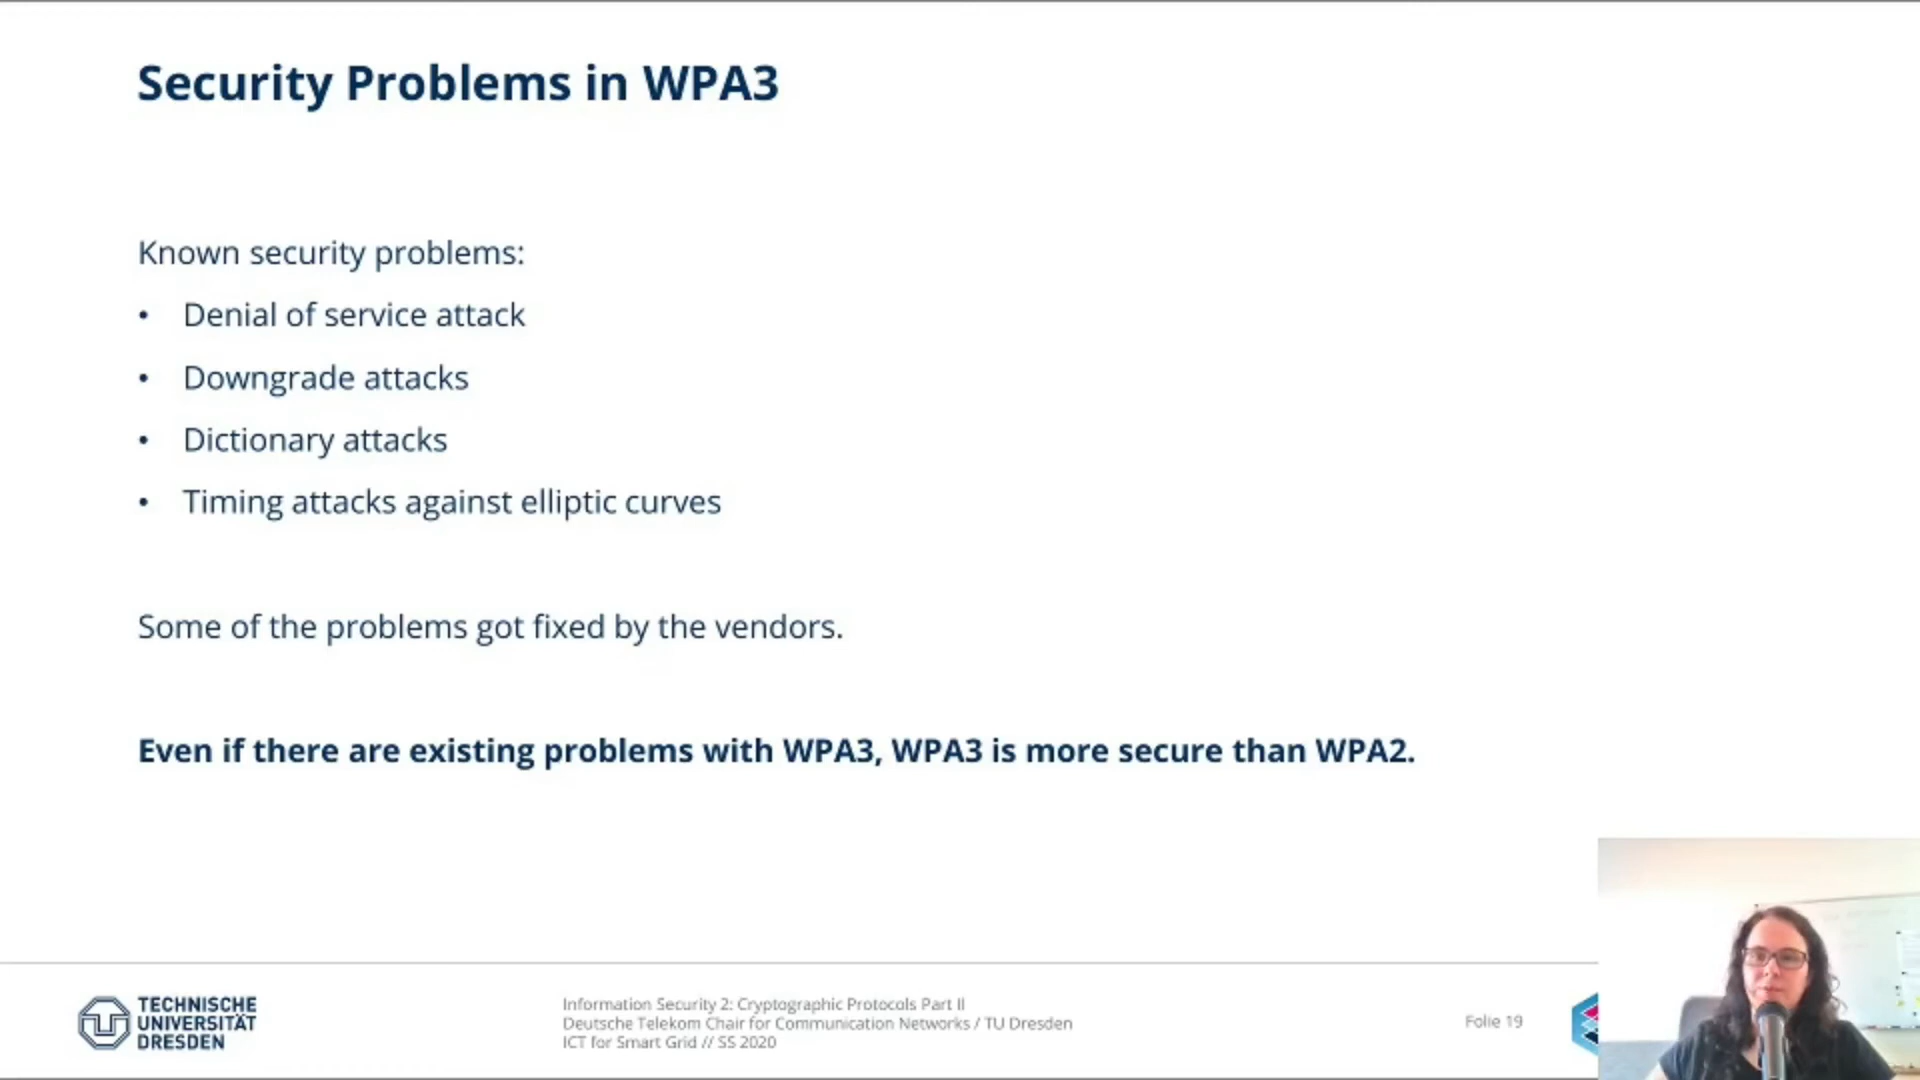 Security Problems in WPA3
Known security problems:
• Denial of service attack
• Downgrade attacks
• Dictionary attacks
• Timing attacks against elliptic curves
Some of the problems got fixed by the vendors.
Even if there are existing problems with WPA3, WPA3 is more secure than WPA2.
TECHNISCHE
UNIVERSITÄT
DRESDEN
Information Security 2: Cryptographic Protocols Part II
Deutsche Telekom Chair for Communication Networks / TU Dresden
ICT for Smart Grid // SS 2020
Folie 19